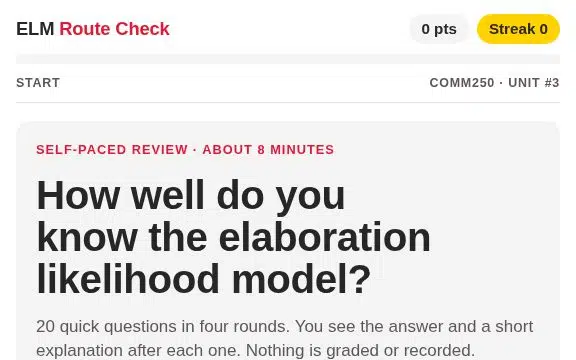 ELM Route Check
0 pts
Streak 0
START
COMM250 · UNIT #3
SELF-PACED REVIEW · ABOUT 8 MINUTES
How well do you
know the elaboration
likelihood model?
20 quick questions in four rounds. You see the answer and a short
explanation after each one. Nothing is graded or recorded.